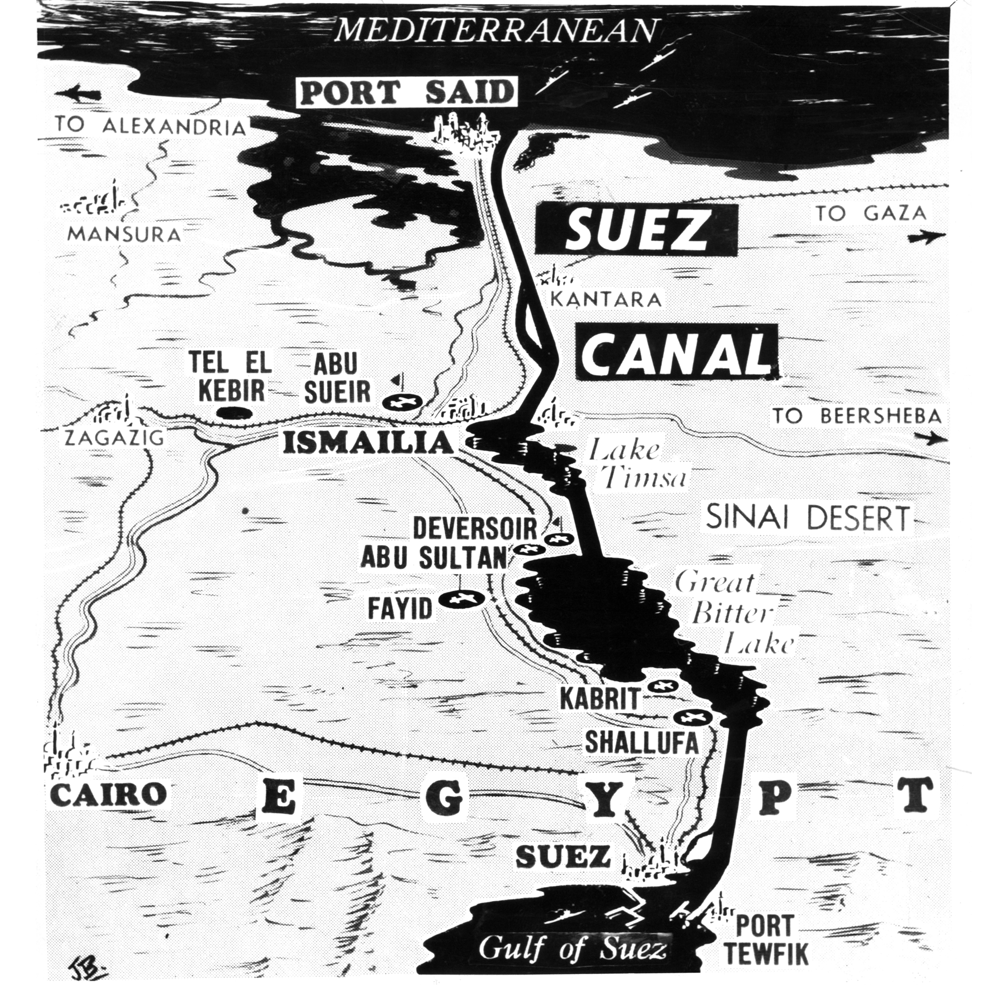 MEDITERRANEAN
PORT SAID
TO ALEXANDRIA
MANSURA
SUEZ
TO GAZA
KANTARA
CANAL
TEL EL
KEBIR
ABU
SUEIR
TO BEERSHEBA
ZAGAZIG
ISMAILIA
Lake
Timsa
SINAI DESERT
DEVERSOIR
ABU SULTAN
FAYID
Great
Bitter
Lake
KABRIT
SHALLUFA
CAIRO
E G Y P T
SUEZ
PORT
TEWFIK
Gulf of Suez
JB.